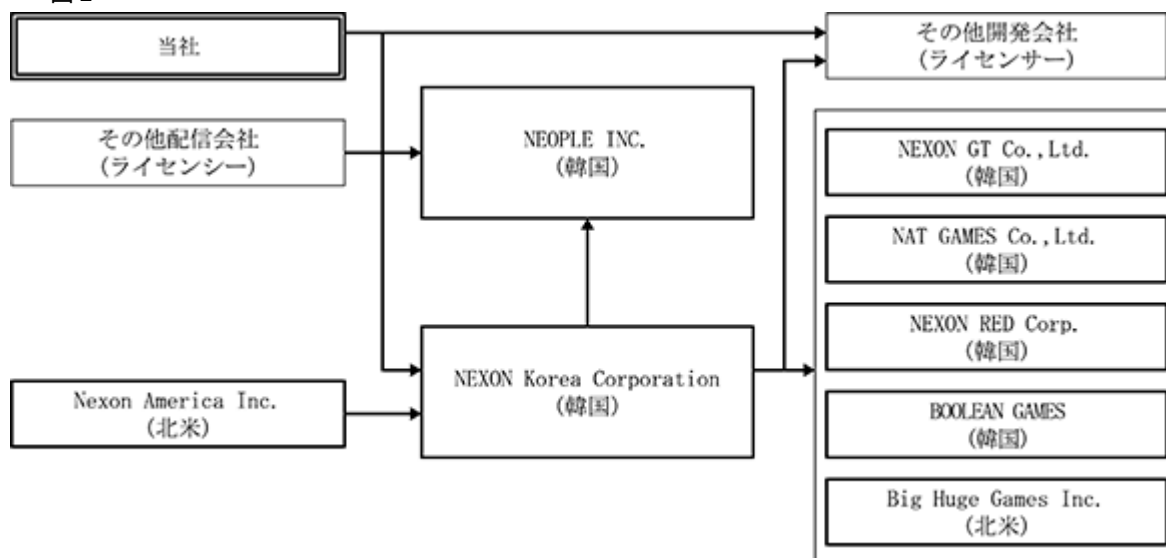 当社
その他開発会社
(ライセンサー)
その他配信会社
(ライセンシー)
NEOPLE INC.
(韓国)
NEXON GT Co.,Ltd.
(韓国)
NAT GAMES Co.,Ltd.
(韓国)
NEXON RED Corp.
(韓国)
NEXON Korea Corporation
(韓国)
Nexon America Inc.
(北米)
BOOLEAN GAMES
(韓国)
Big Huge Games Inc.
(北米)